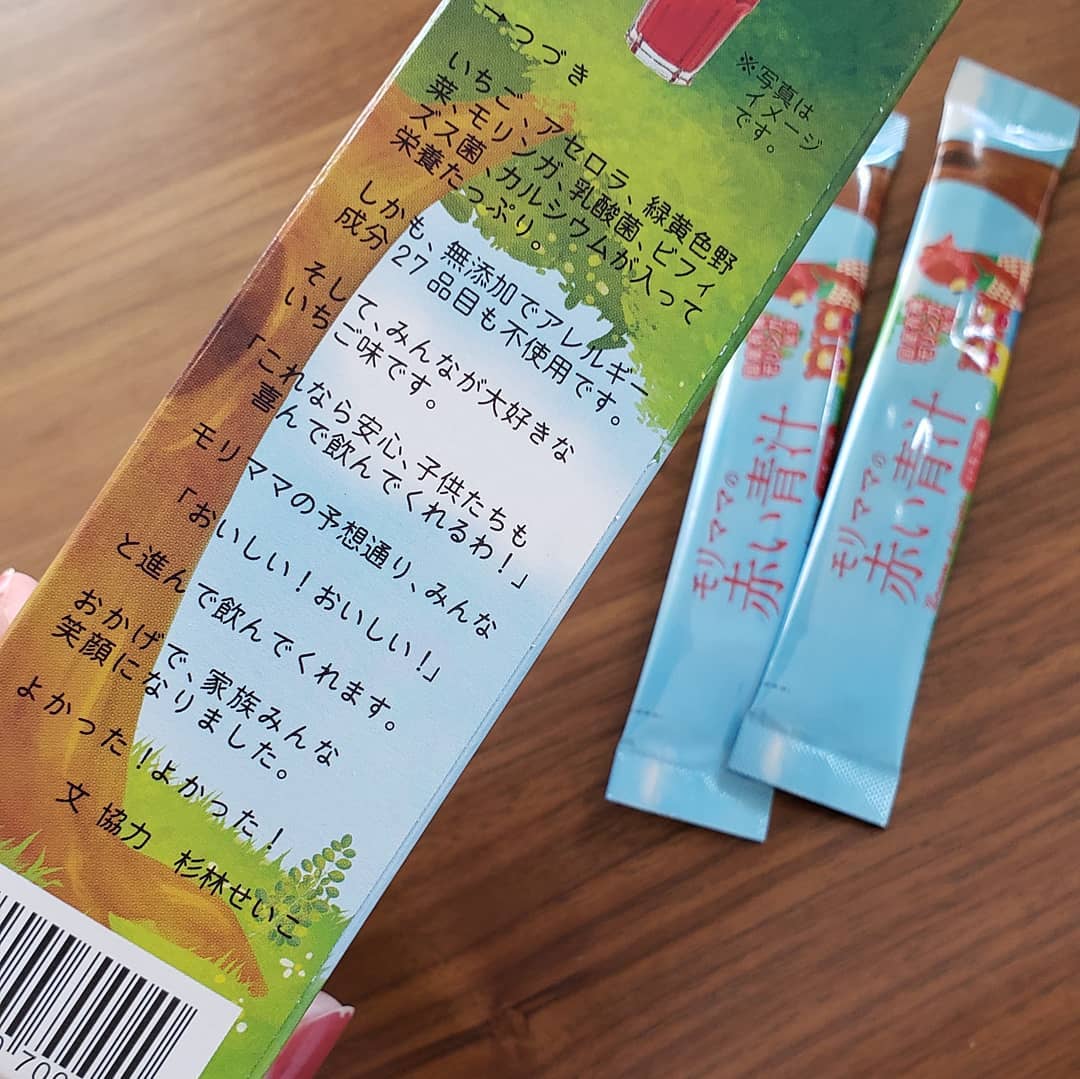 →つづき
いちご、アセロラ、緑黄色野
菜、モリンガ、乳酸菌、ビフィ
ズス菌、カルシウムが入って
栄養たっぷり。
しかも、無添加でアレルギー
成分27品目も不使用です。
そして、みんなが大好きな
いちご味です。
「これなら安心、子供たちも
喜んで飲んでくれるわ！」
モリママの予想通り、みんな
「おいしい！おいしい！」
と進んで飲んでくれます。
おかげで、家族みんな
笑顔になりました。
よかった！よかった！
文 協力 杉林せいこ
※写真は
イメージ
です。
モリママの
赤い青汁
モリママの
赤い青汁